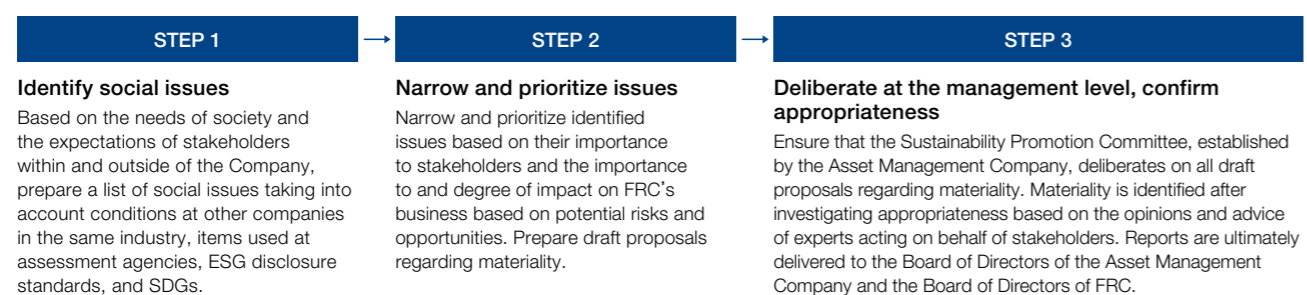 STEP 1
Identify social issues
Based on the needs of society and
the expectations of stakeholders
within and outside of the Company,
prepare a list of social issues taking into
account conditions at other companies
in the same industry, items used at
assessment agencies, ESG disclosure
standards, and SDGs.
→
STEP 2
Narrow and prioritize issues
Narrow and prioritize identified
issues based on their importance
to stakeholders and the importance
to and degree of impact on FRC's
business based on potential risks and
opportunities. Prepare draft proposals
regarding materiality.
→
STEP 3
Deliberate at the management level, confirm
appropriateness
Ensure that the Sustainability Promotion Committee, established
by the Asset Management Company, deliberates on all draft
proposals regarding materiality. Materiality is identified after
investigating appropriateness based on the opinions and advice
of experts acting on behalf of stakeholders. Reports are ultimately
delivered to the Board of Directors of the Asset Management
Company and the Board of Directors of FRC.